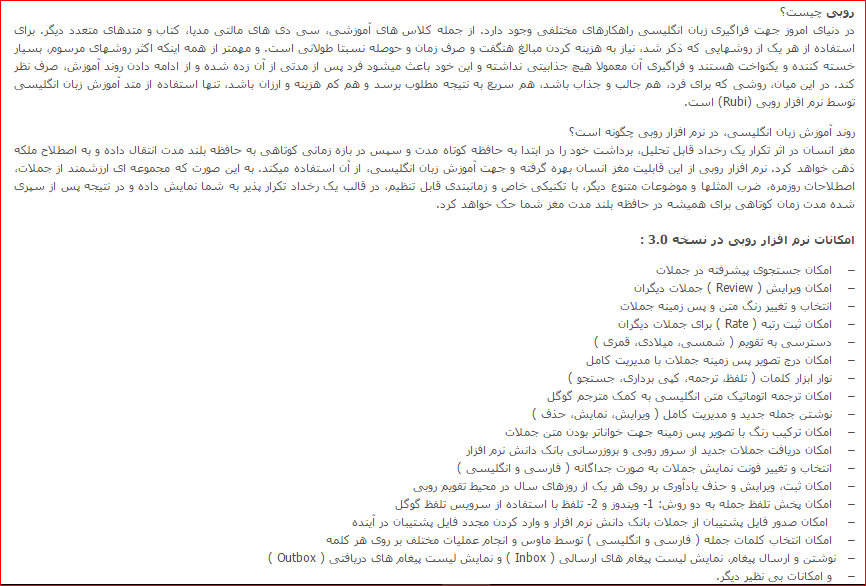 روبی چیست؟
در دنیای امروز جهت فراگیری زبان انگلیسی راهکارهای مختلفی وجود دارد. از جمله کلاس های آموزشی، سی دی های مالتی مدیا، کتاب و متدهای متعدد دیگر. برای
استفاده از هر یک از روشهایی که ذکر شد، نیاز به هزینه کردن مبالغ هنگفت و صرف زمان و حوصله نسبتا طولانی است. و مهمتر از همه اینکه اکثر روشهای مرسوم، بسیار
خسته کننده و یکنواخت هستند و فراگیری آن معمولا هیچ جذابیتی نداشته و این خود باعث میشود فرد پس از مدتی از آن زده شده و از ادامه دادن روند آموزش، صرف نظر
کند. در این میان، روشی که برای فرد، هم جالب و جذاب باشد، هم سریع به نتیجه مطلوب برسد و هم کم هزینه و ارزان باشد، تنها استفاده از متد آموزش زبان انگلیسی
توسط نرم افزار روبی (Rubi) است.
روند آموزش زبان انگلیسی، در نرم افزار روبی چگونه است؟
مغز انسان در اثر تکرار یک رخداد قابل تحلیل، برداشت خود را در ابتدا به حافظه کوتاه مدت و سپس در بازه زمانی کوتاهی به حافظه بلند مدت انتقال داده و به اصطلاح ملکه
ذهن خواهد کرد. نرم افزار روبی از این قابلیت مغز انسان بهره گرفته و جهت آموزش زبان انگلیسی، از آن استفاده میکند. به این صورت که مجموعه ای ارزشمند از جملات،
اصطلاحات روزمره، ضرب المثلها و موضوعات متنوع دیگر، با تکنیکی خاص و زمانبندی قابل تنظیم، در قالب یک رخداد تکرار پذیر به شما نمایش داده و در نتیجه پس از سپری
شده مدت زمان کوتاهی برای همیشه در حافظه بلند مدت مغز شما حک خواهد کرد.
امکانات نرم افزار روبی در نسخه 3.0 :
– امکان جستجوی پیشرفته در جملات
– امکان ویرایش ( Review ) جملات دیگران
– انتخاب و تغییر رنگ متن و پس زمینه جملات
– امکان ثبت رتبه ( Rate ) برای جملات دیگران
– دسترسی به تقویم ( شمسی، میلادی، قمری )
– امکان درج تصویر پس زمینه جملات با مدیریت کامل
– نوار ابزار کلمات ( تلفظ، ترجمه، کپی برداری، جستجو )
– امکان ترجمه اتوماتیک متن انگلیسی به کمک مترجم گوگل
– نوشتن جمله جدید و مدیریت کامل ( ویرایش، نمایش، حذف )
– امکان ترکیب رنگ با تصویر پس زمینه جهت خواناتر بودن متن جملات
– امکان دریافت جملات جدید از سرور روبی و بروزرسانی بانک دانش نرم افزار
– انتخاب و تغییر فونت نمایش جملات به صورت جداگانه ( فارسی و انگلیسی )
– امکان ثبت، ویرایش و حذف یادآوری بر روی هر یک از روزهای سال در محیط تقویم روبی
– امکان پخش تلفظ جمله به دو روش: 1- ویندوز و 2- تلفظ با استفاده از سرویس تلفظ گوگل
– امکان صدور فایل پشتیبان از جملات بانک دانش نرم افزار و وارد کردن مجدد فایل پشتیبان در آینده
– امکان انتخاب کلمات جمله ( فارسی و انگلیسی ) توسط ماوس و انجام عملیات مختلف بر روی هر کلمه
– نوشتن و ارسال پیغام، نمایش لیست پیغام های ارسالی ( Inbox ) و نمایش لیست پیغام های دریافتی ( Outbox )
– و امکانات بی نظیر دیگر.